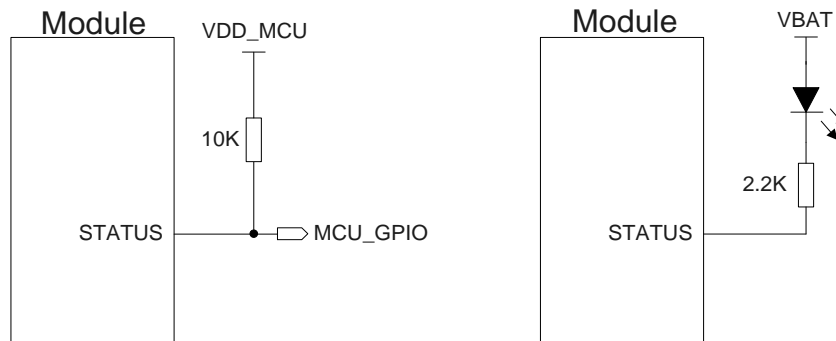 Module
VDD_MCU
10K
STATUS
MCU_GPIO
Module
VBAT
2.2K
STATUS